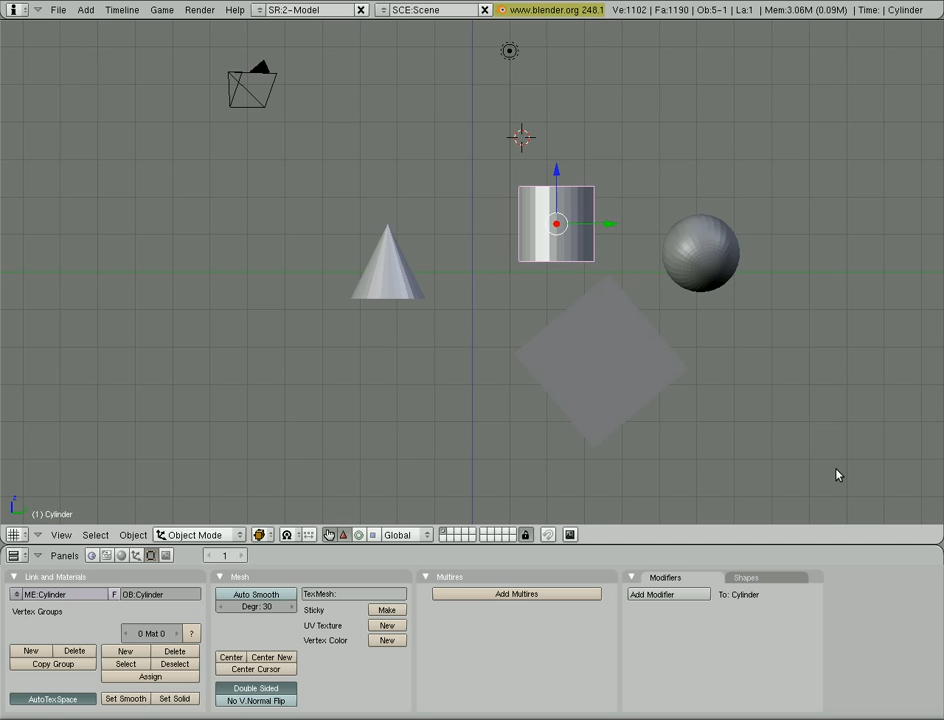 File Add Timeline Game Render Help SR:2-Model SCE:Scene www.blender.org 248.1 Ve:1102 | Fa:1190 | Ob:5-1 | La:1 | Mem:3.06M (0.09M) | Time: | Cylinder
z
(1) Cylinder
View Select Object Object Mode Global
Panels 1
Link and Materials Mesh Multires Modifiers Shapes
ME:Cylinder F OB:Cylinder Auto Smooth TexMesh: Add Multires Add Modifier To: Cylinder
Degr: 30
Vertex Groups Sticky Make
UV Texture New
0 Mat 0 ? Vertex Color New
New Delete New Delete Center Center New
Copy Group Select Deselect Center Cursor
Assign
Double Sided
AutoTexSpace Set Smooth Set Solid No V.Normal Flip